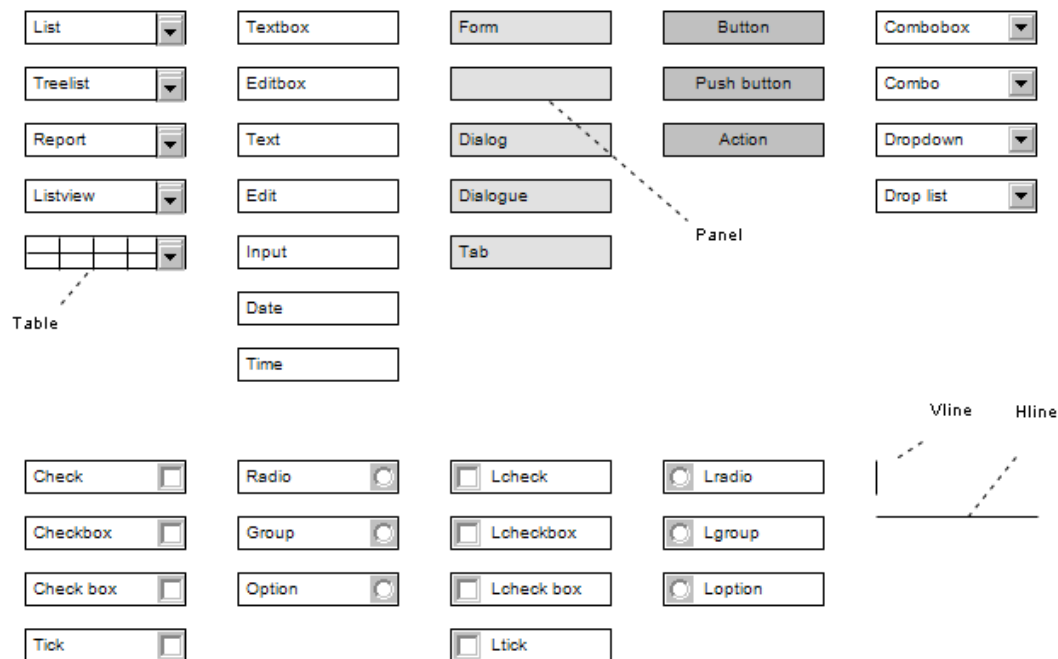 List
Textbox
Form
Button
Combobox
Treelist
Editbox
Push button
Combo
Report
Text
Dialog
Action
Dropdown
Listview
Edit
Dialogue
Drop list
Panel
Input
Tab
Table
Date
Time
Vline
Hline
Check
Radio
Lcheck
Lradio
Checkbox
Group
Lcheckbox
Lgroup
Check box
Option
Lcheck box
Loption
Tick
Ltick